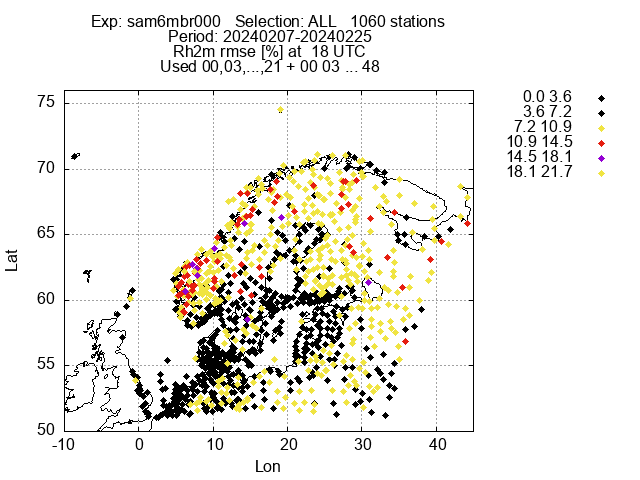 Exp: sam6mbr000   Selection: ALL   1060 stations
Period: 20240207-20240225
Rh2m rmse [%] at  18 UTC
Used 00,03,...,21 + 00 03 ... 48
0.0 3.6
3.6 7.2
7.2 10.9
10.9 14.5
14.5 18.1
18.1 21.7
75
70
65
60
55
50
Lat
-10 0 10 20 30 40
Lon